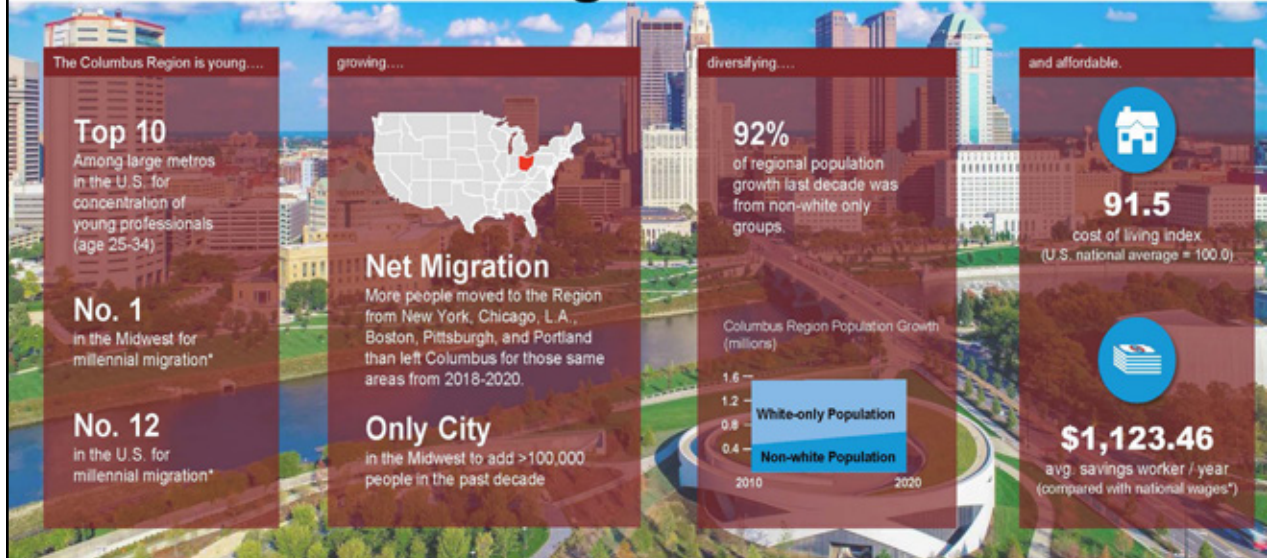 The Columbus Region is young....
Top 10
Among large metros
in the U.S. for
concentration of
young professionals
(age 25-34)
No. 1
in the Midwest for
millennial migration*
No. 12
in the U.S. for
millennial migration*
growing....
Net Migration
More people moved to the Region
from New York, Chicago, L.A.,
Boston, Pittsburgh, and Portland
than left Columbus for those same
areas from 2018-2020.
Only City
in the Midwest to add >100,000
people in the past decade
diversifying....
92%
of regional population
growth last decade was
from non-white only
groups.
Columbus Region Population Growth
(millions)
1.6
1.2
0.8
0.4
White-only Population
Non-white Population
2010
2020
and affordable.
91.5
cost of living index
(U.S. national average = 100.0)
$1,123.46
avg. savings worker / year
(compared with national wages*)